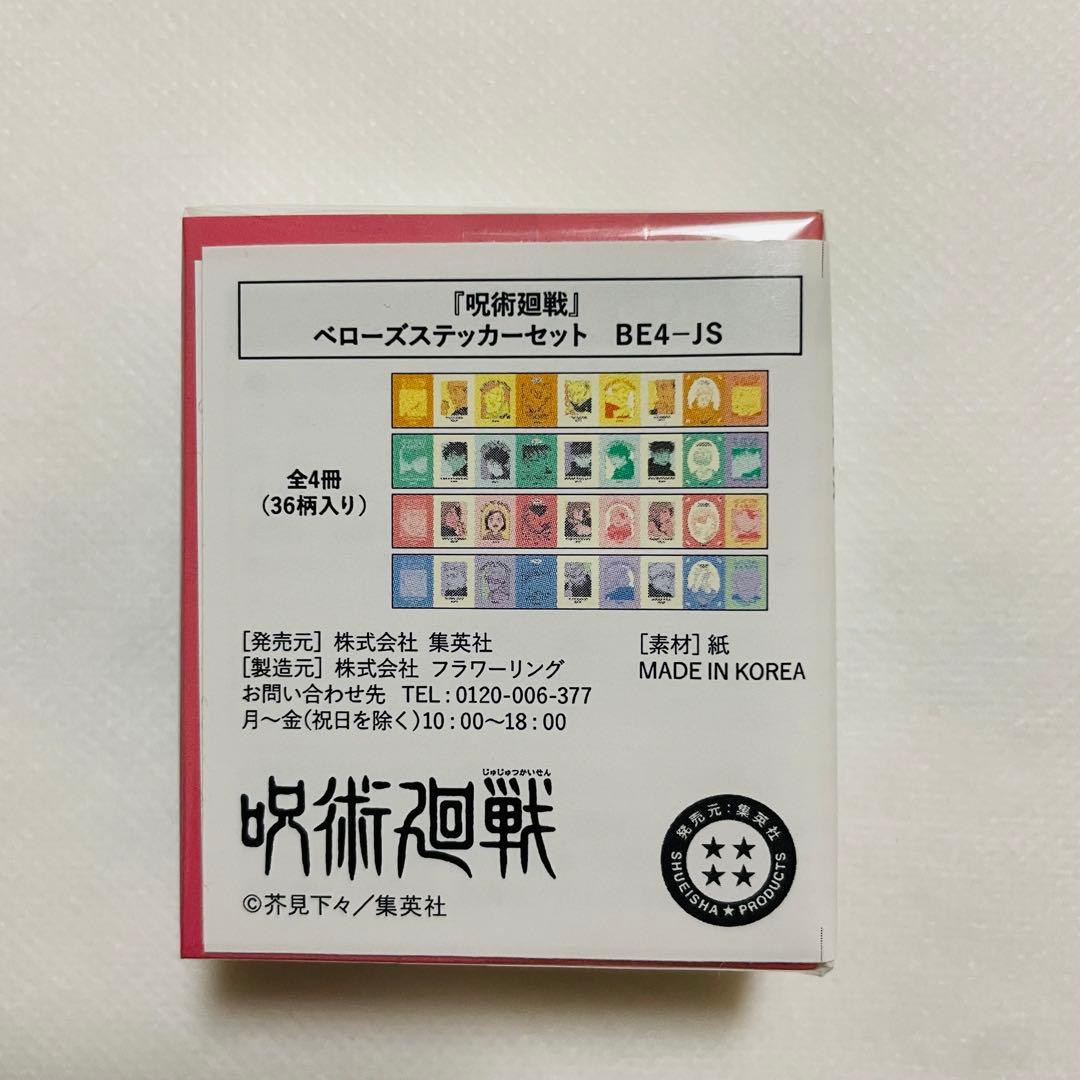 『呪術廻戦』
ベローズステッカーセット BE4-JS
全4冊
(36柄入り)
[発売元] 株式会社 集英社
[製造元] 株式会社 フラワーリング
お問い合わせ先 TEL:0120-006-377
月〜金(祝日を除く)10:00〜18:00
[素材] 紙
MADE IN KOREA
じゅじゅつかいせん
呪術廻戦
©芥見下々/集英社
発売元:集英社
SHUEISHA★PRODUCTS